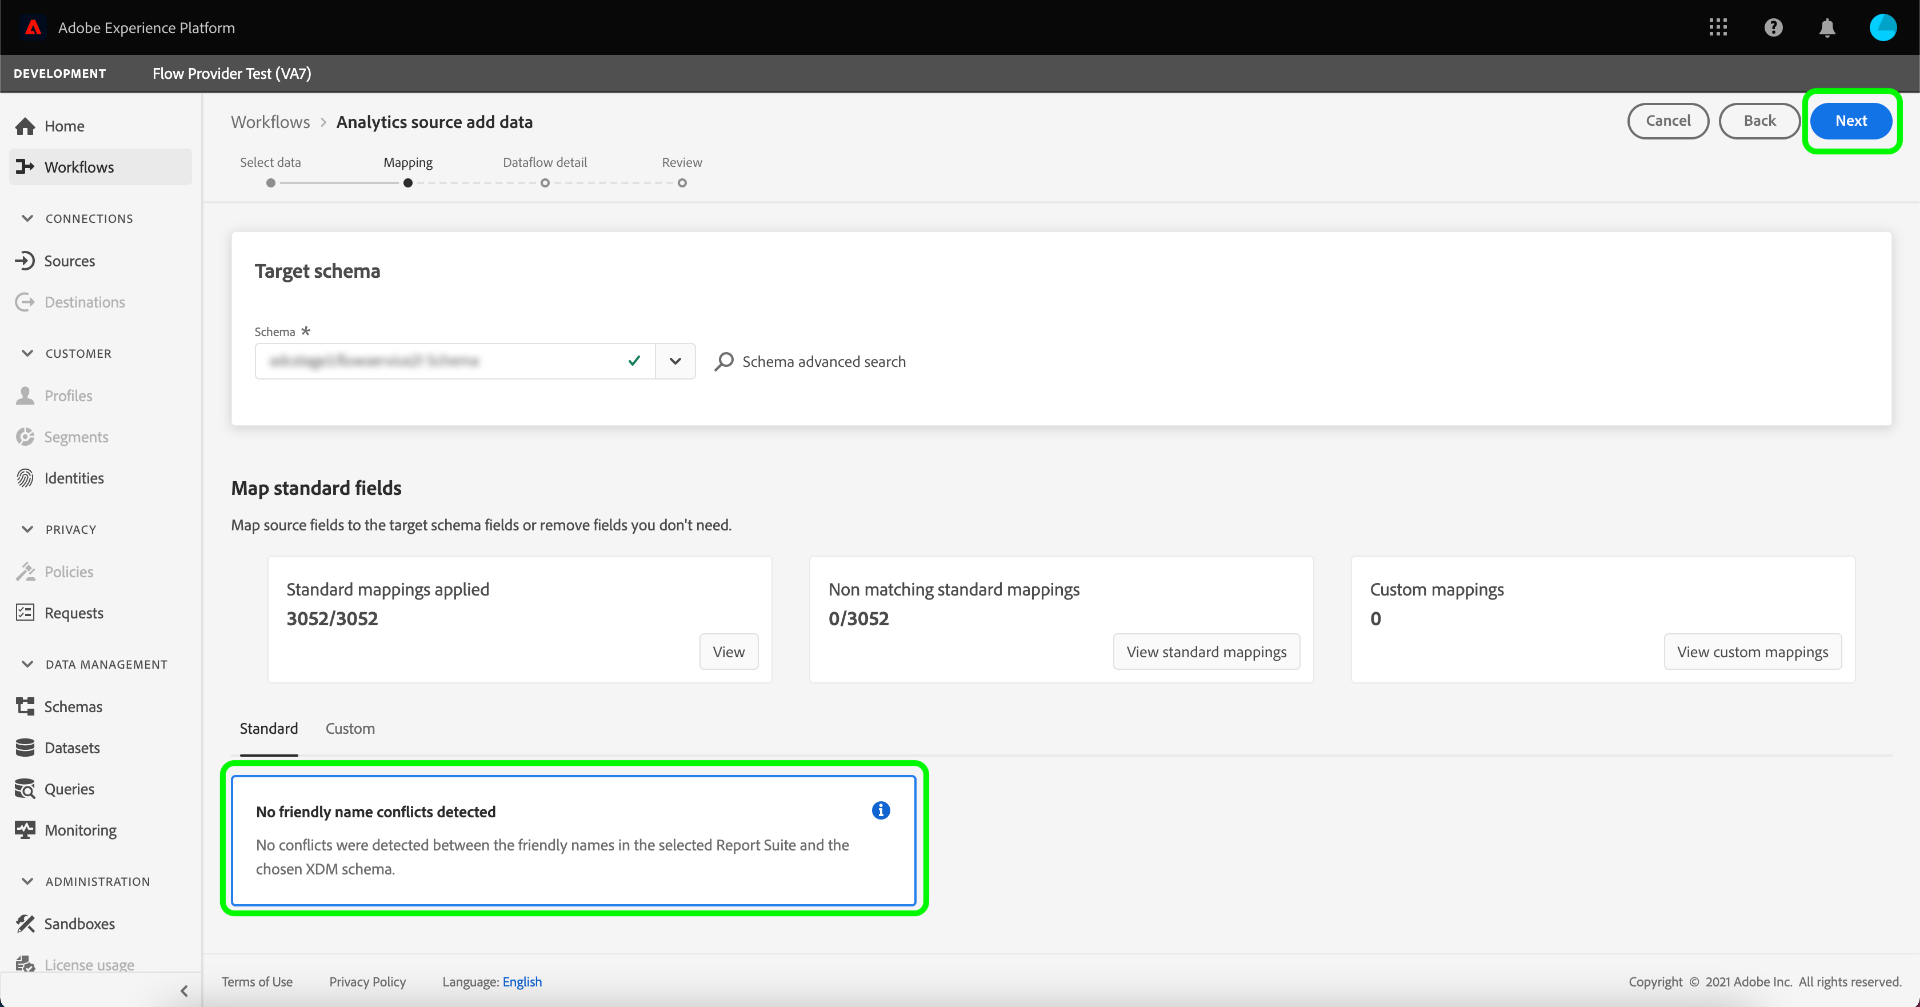 Adobe Experience Platform
DEVELOPMENT Flow Provider Test (VA7)
Home
Workflows
CONNECTIONS
Sources
Destinations
CUSTOMER
Profiles
Segments
Identities
PRIVACY
Policies
Requests
DATA MANAGEMENT
Schemas
Datasets
Queries
Monitoring
ADMINISTRATION
Sandboxes
License usage
Workflows > Analytics source add data
Cancel Back Next
Select data Mapping Dataflow detail Review
Target schema
Schema *
Schema
Schema advanced search
Map standard fields
Map source fields to the target schema fields or remove fields you don't need.
Standard mappings applied
3052/3052
View
Non matching standard mappings
0/3052
View standard mappings
Custom mappings
0
View custom mappings
Standard Custom
No friendly name conflicts detected
No conflicts were detected between the friendly names in the selected Report Suite and the
chosen XDM schema.
Terms of Use Privacy Policy Language: English
Copyright © 2021 Adobe Inc. All rights reserved.